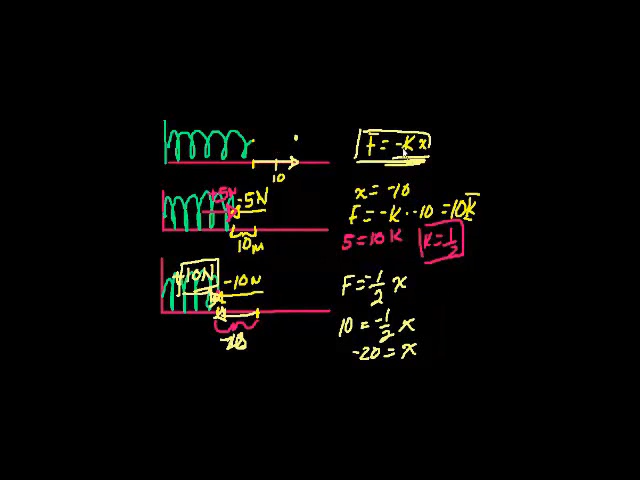 10
F = -Kx
+5N
-5N
10m
x = -10
F = -K · -10 = 10K
5 = 10K
K = 1/2
10N
-10N
F = -1/2 x
10 = -1/2 x
-20 = x